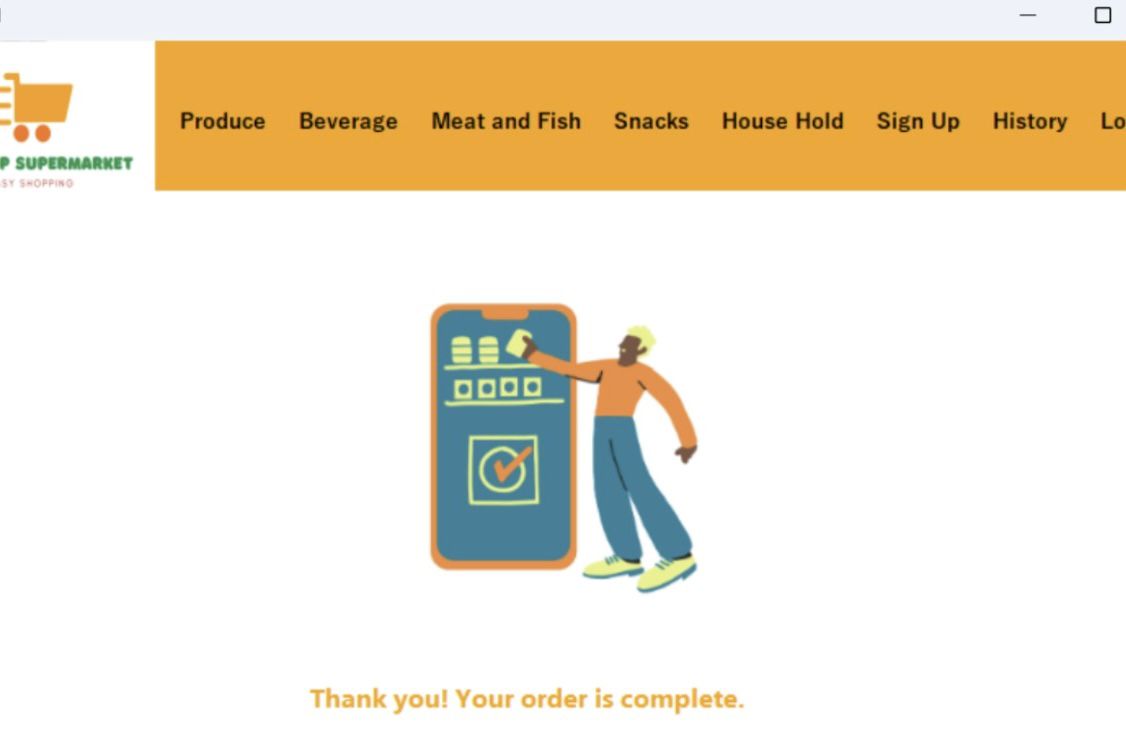 P SUPERMARKET
SY SHOPPING
Produce Beverage Meat and Fish Snacks House Hold Sign Up History Lo
Thank you! Your order is complete.